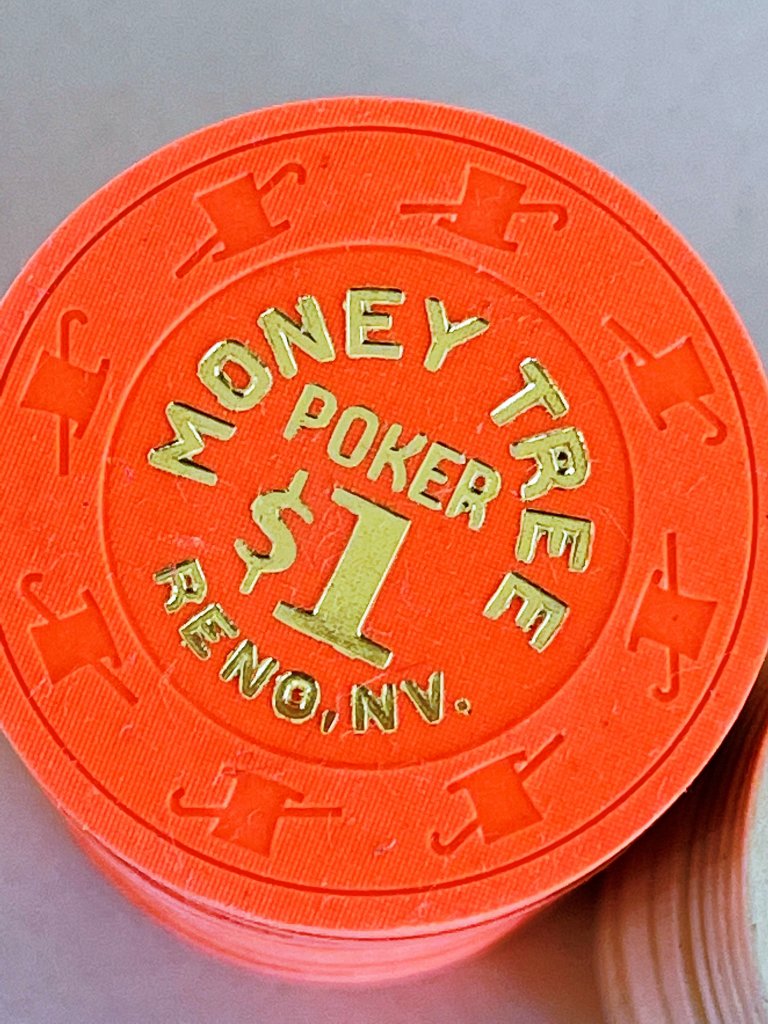 MONEY TREE
POKER
$1
RENO, NV.